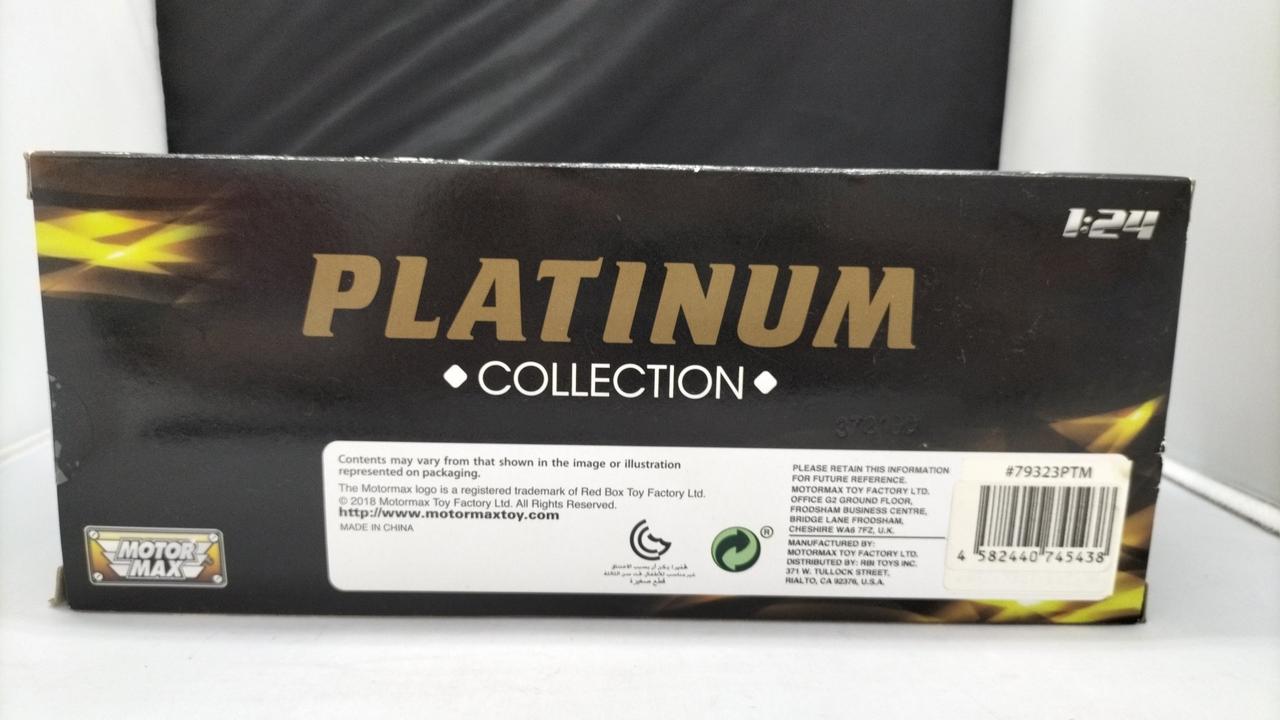 1:24
PLATINUM
COLLECTION
Contents may vary from that shown in the image or illustration
represented on packaging.
The Motormax logo is a registered trademark of Red Box Toy Factory Ltd.
© 2018 Motormax Toy Factory Ltd. All Rights Reserved.
http://www.motormaxtoy.com
MADE IN CHINA
PLEASE RETAIN THIS INFORMATION
FOR FUTURE REFERENCE.
MOTORMAX TOY FACTORY LTD.
OFFICE G2 GROUND FLOOR,
FRODSHAM BUSINESS CENTRE,
BRIDGE LANE FRODSHAM,
CHESHIRE WA6 7FZ, U.K.
MANUFACTURED BY:
MOTORMAX TOY FACTORY LTD.
DISTRIBUTED BY: RBI TOYS INC.
371 W. TULLOCK STREET,
RIALTO, CA 92376, U.S.A.
#79323PTM
4 582440 745438
®
MOTOR
MAX
قطع صغيرة